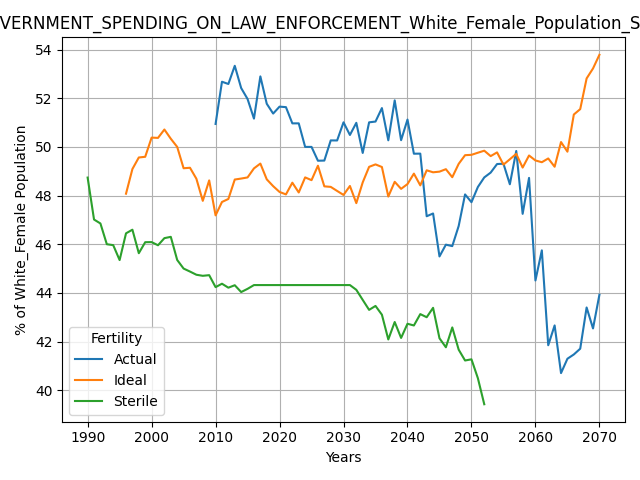 VERNMENT_SPENDING_ON_LAW_ENFORCEMENT_White_Female_Population_S
54
52
50
48
46
44
42
40
% of White_Female Population
Fertility
Actual
Ideal
Sterile
1990 2000 2010 2020 2030 2040 2050 2060 2070
Years